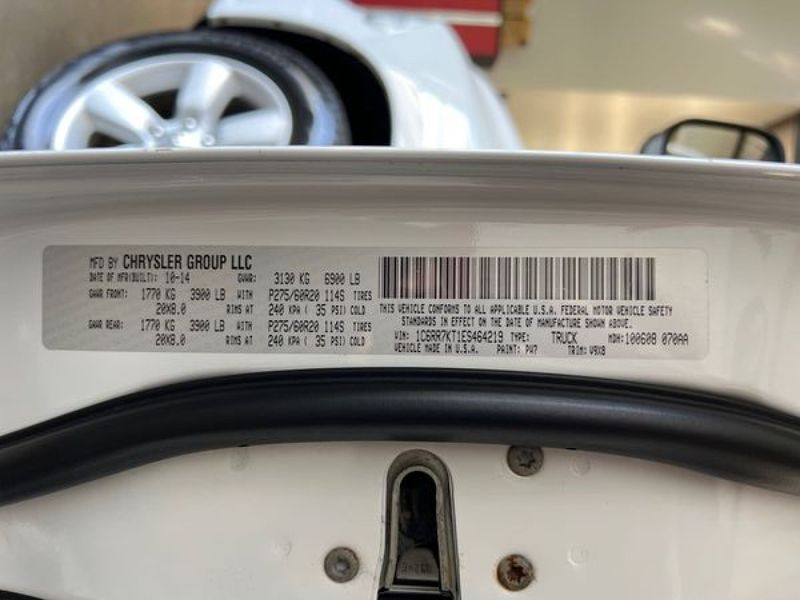 MFD BY CHRYSLER GROUP LLC
DATE OF MFR(BUILT): 10-14 GVWR: 3130 KG 6900 LB
GAWR FRONT: 1770 KG 3900 LB WITH P275/60R20 114S TIRES
20X8.0 RIMS AT 240 KPA ( 35 PSI) COLD
GAWR REAR: 1770 KG 3900 LB WITH P275/60R20 114S TIRES
20X8.0 RIMS AT 240 KPA ( 35 PSI) COLD
THIS VEHICLE CONFORMS TO ALL APPLICABLE U.S.A. FEDERAL MOTOR VEHICLE SAFETY
STANDARDS IN EFFECT ON THE DATE OF MANUFACTURE SHOWN ABOVE.
VIN: 1C6RR7KT1ES464219 TYPE: TRUCK MDH: 100608 070AA
VEHICLE MADE IN U.S.A. PAINT: PW7 TRIM: V9X8